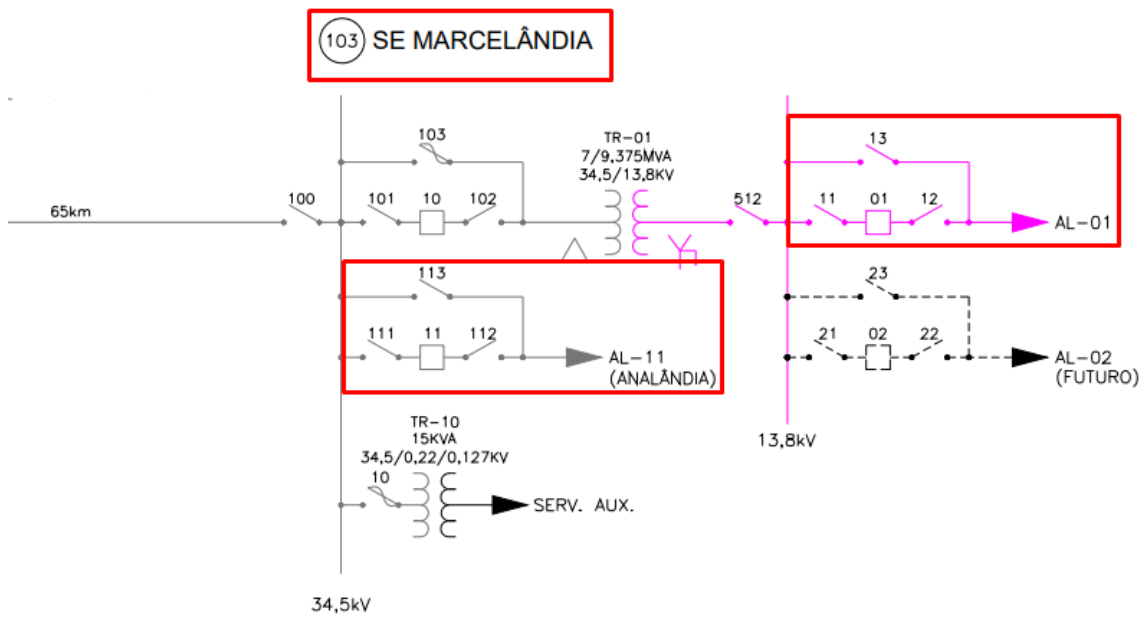 103 SE MARCELÂNDIA
103
TR-01
7/9,375MVA
34,5/13,8KV
13
65km
100
101
10
102
512
11
01
12
AL-01
113
23
111
11
112
AL-11
(ANALÂNDIA)
21
02
22
AL-02
(FUTURO)
TR-10
15KVA
34,5/0,22/0,127KV
10
SERV. AUX.
13,8kV
34,5kV